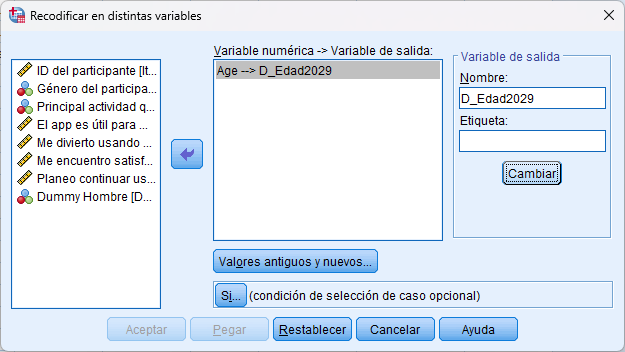 Recodificar en distintas variables
Variable numérica -> Variable de salida:
ID del participante [It...
Género del participa...
Principal actividad q...
El app es útil para ...
Me divierto usando ...
Me encuentro satisf...
Planeo continuar us...
Dummy Hombre [D...
Age --> D_Edad2029
Variable de salida
Nombre:
D_Edad2029
Etiqueta:
Cambiar
Valores antiguos y nuevos...
Si... (condición de selección de caso opcional)
Aceptar Pegar Restablecer Cancelar Ayuda